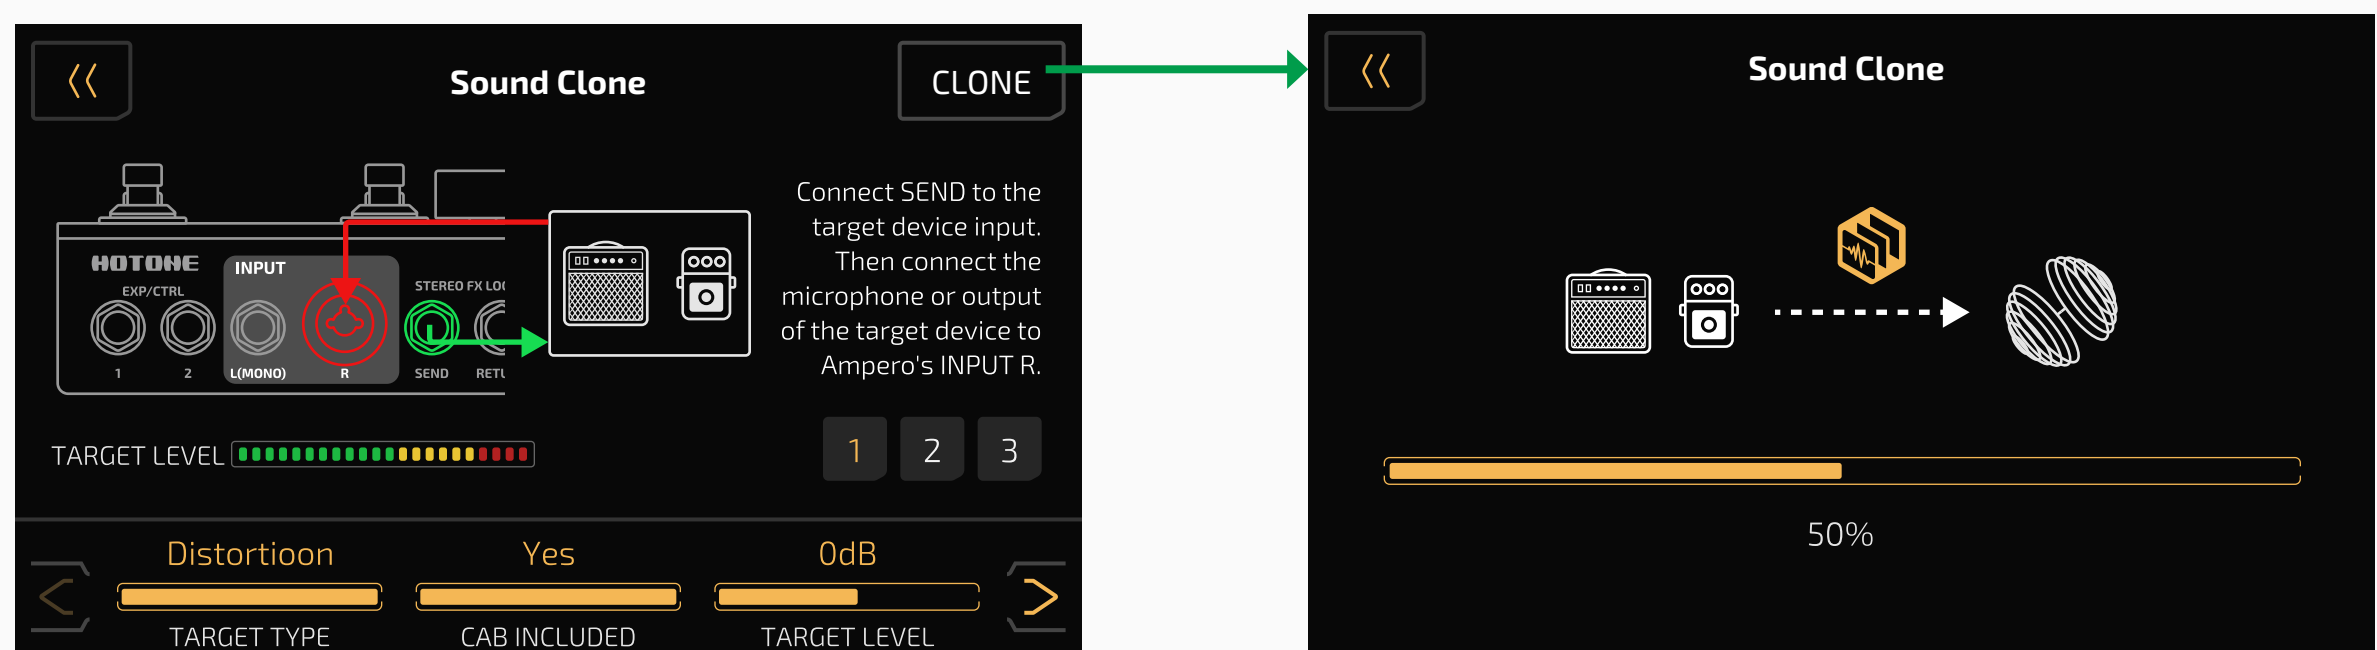 Sound Clone
CLONE
Connect SEND to the
target device input.
Then connect the
microphone or output
of the target device to
Ampero's INPUT R.
HOTONE
INPUT
EXP/CTRL
STEREO FX LOO
1
2
L(MONO)
R
SEND
RETU
TARGET LEVEL
1
2
3
Distortioon
Yes
0dB
TARGET TYPE
CAB INCLUDED
TARGET LEVEL
Sound Clone
50%